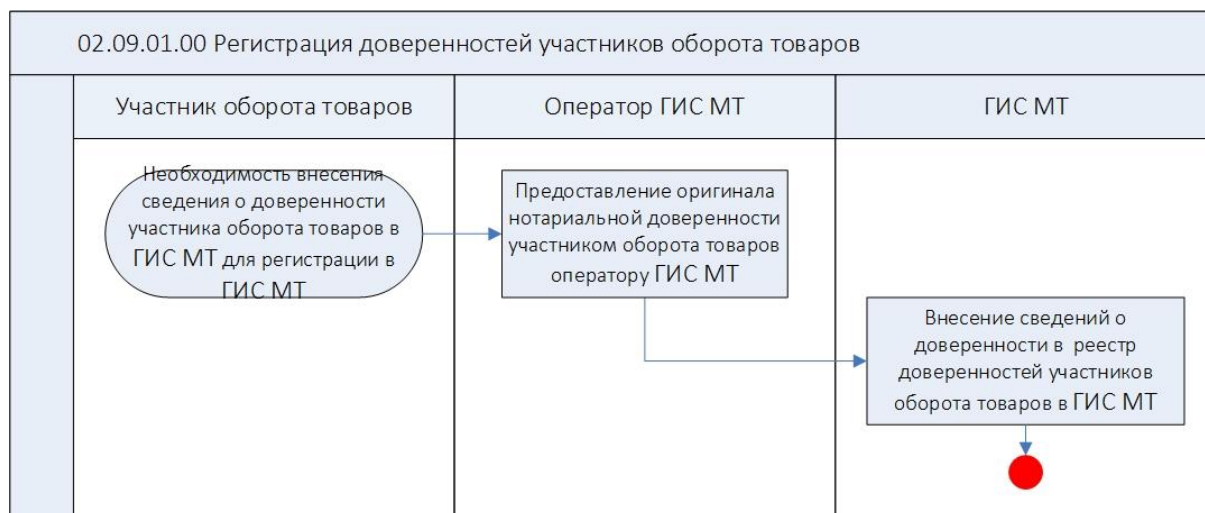 02.09.01.00 Регистрация доверенностей участников оборота товаров
Участник оборота товаров
Оператор ГИС МТ
ГИС МТ
Необходимость внесения
сведения о доверенности
участника оборота товаров в
ГИС МТ для регистрации в
ГИС МТ
Предоставление оригинала
нотариальной доверенности
участником оборота товаров
оператору ГИС МТ
Внесение сведений о
доверенности в реестр
доверенностей участников
оборота товаров в ГИС МТ